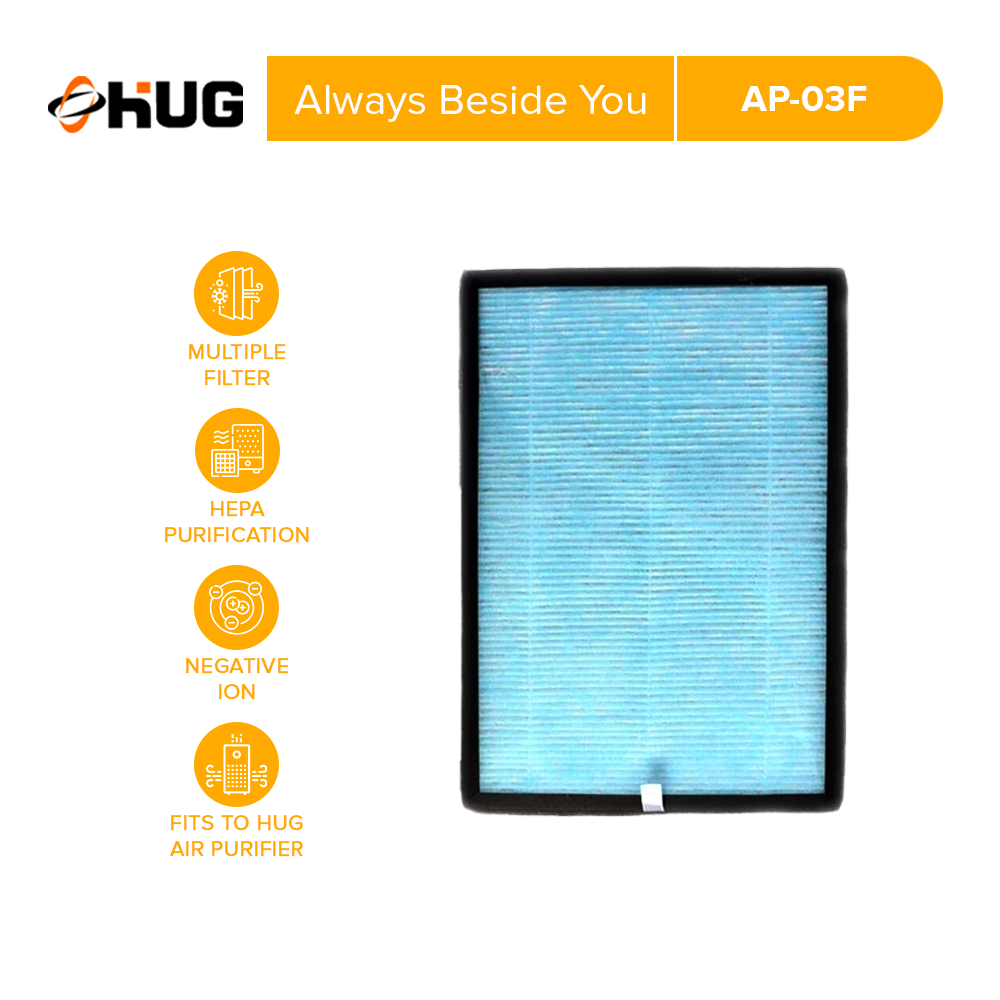 HUG
Always Beside You
AP-03F
MULTIPLE
FILTER
HEPA
PURIFICATION
NEGATIVE
ION
FITS TO HUG
AIR PURIFIER